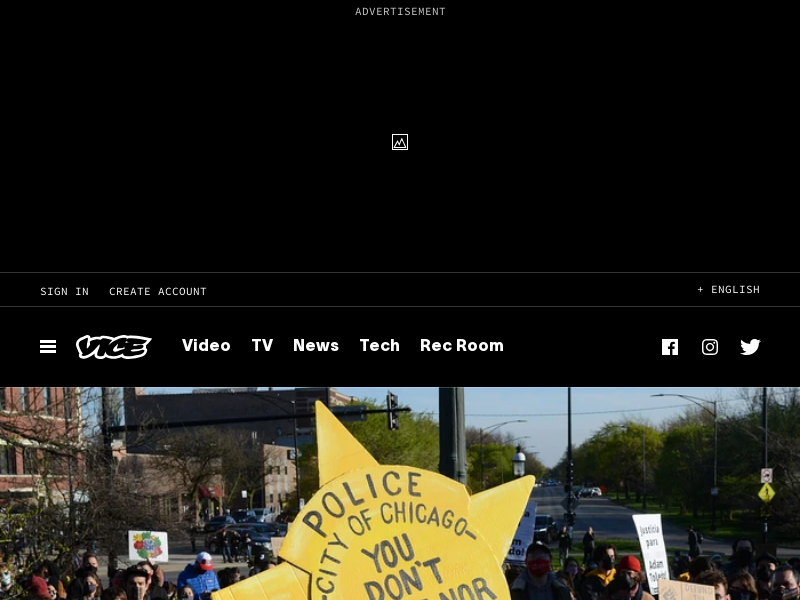 ADVERTISEMENT
SIGN IN CREATE ACCOUNT
+ ENGLISH
VICE
Video TV News Tech Rec Room
POLICE
-CITY OF CHICAGO-
YOU
DON'T
Justicia
para
Adam
Toledo